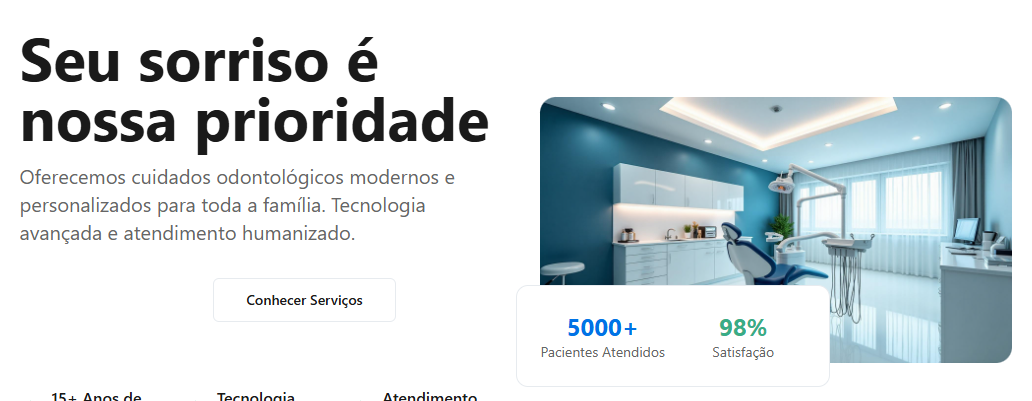 Seu sorriso é
nossa prioridade
Oferecemos cuidados odontológicos modernos e
personalizados para toda a família. Tecnologia
avançada e atendimento humanizado.
Conhecer Serviços
5000+
Pacientes Atendidos
98%
Satisfação
15+ Anos de
Tecnologia
Atendimento